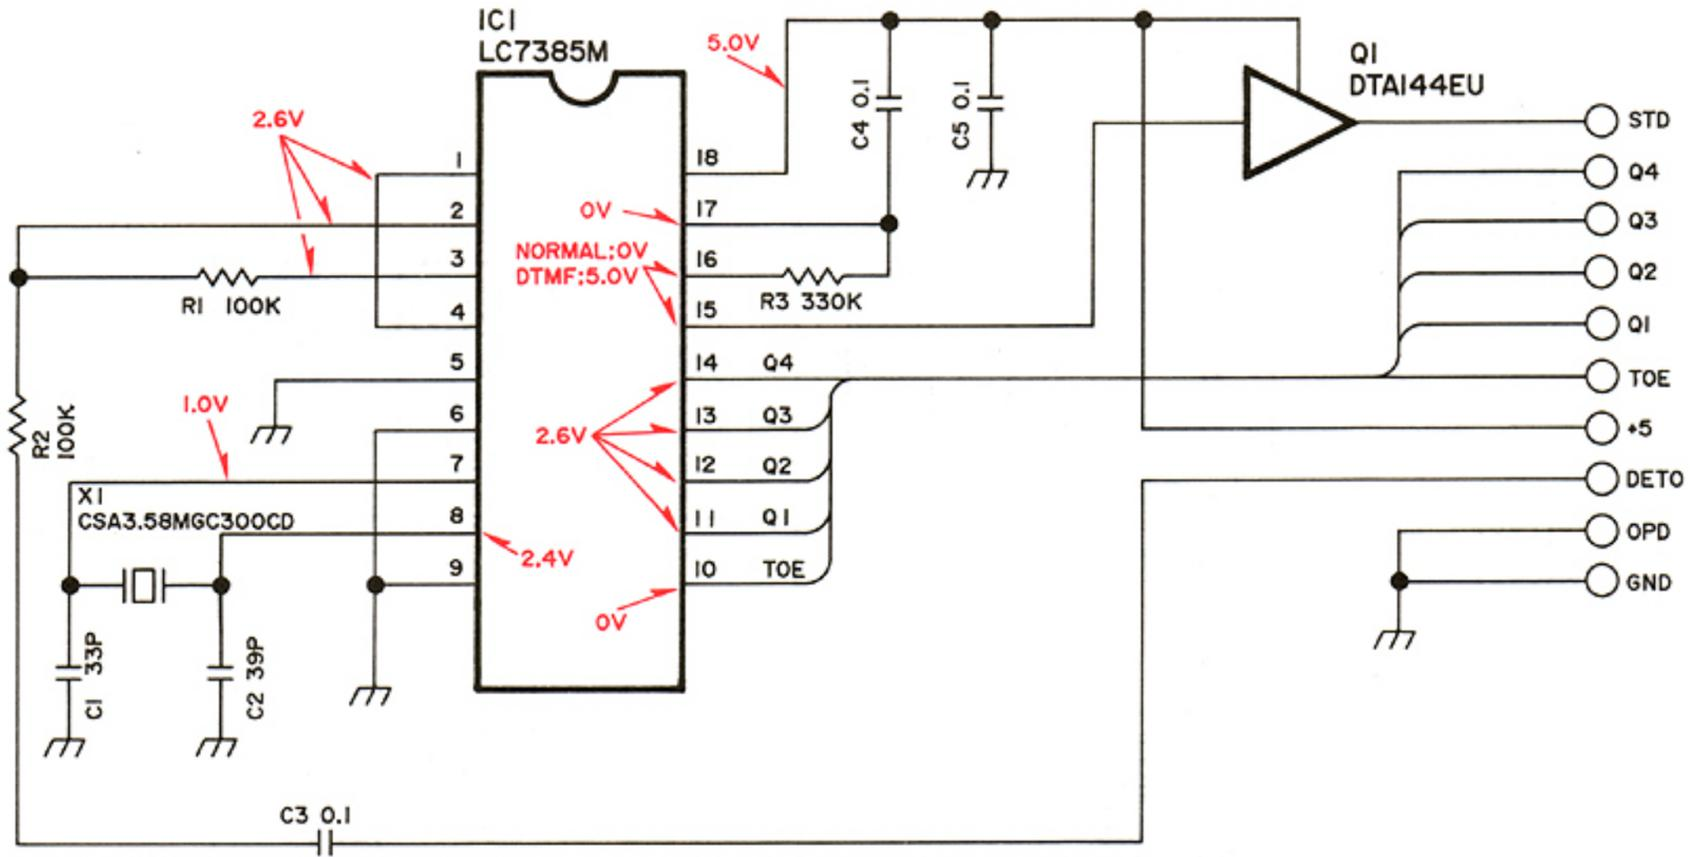 IC1
LC7385M
5.0V
Q1
DTA144EU
2.6V
C4 0.1
C5 0.1
STD
1
18
Q4
2
0V
17
Q3
NORMAL;0V
DTMF;5.0V
3
16
Q2
R1 100K
R3 330K
4
15
Q1
5
14 Q4
TOE
1.0V
R2
100K
6
2.6V
13 Q3
+5
7
12 Q2
DETO
X1
CSA3.58MGC300CD
8
11 Q1
OPD
2.4V
9
10 TOE
GND
0V
C1 33P
C2 39P
C3 0.1